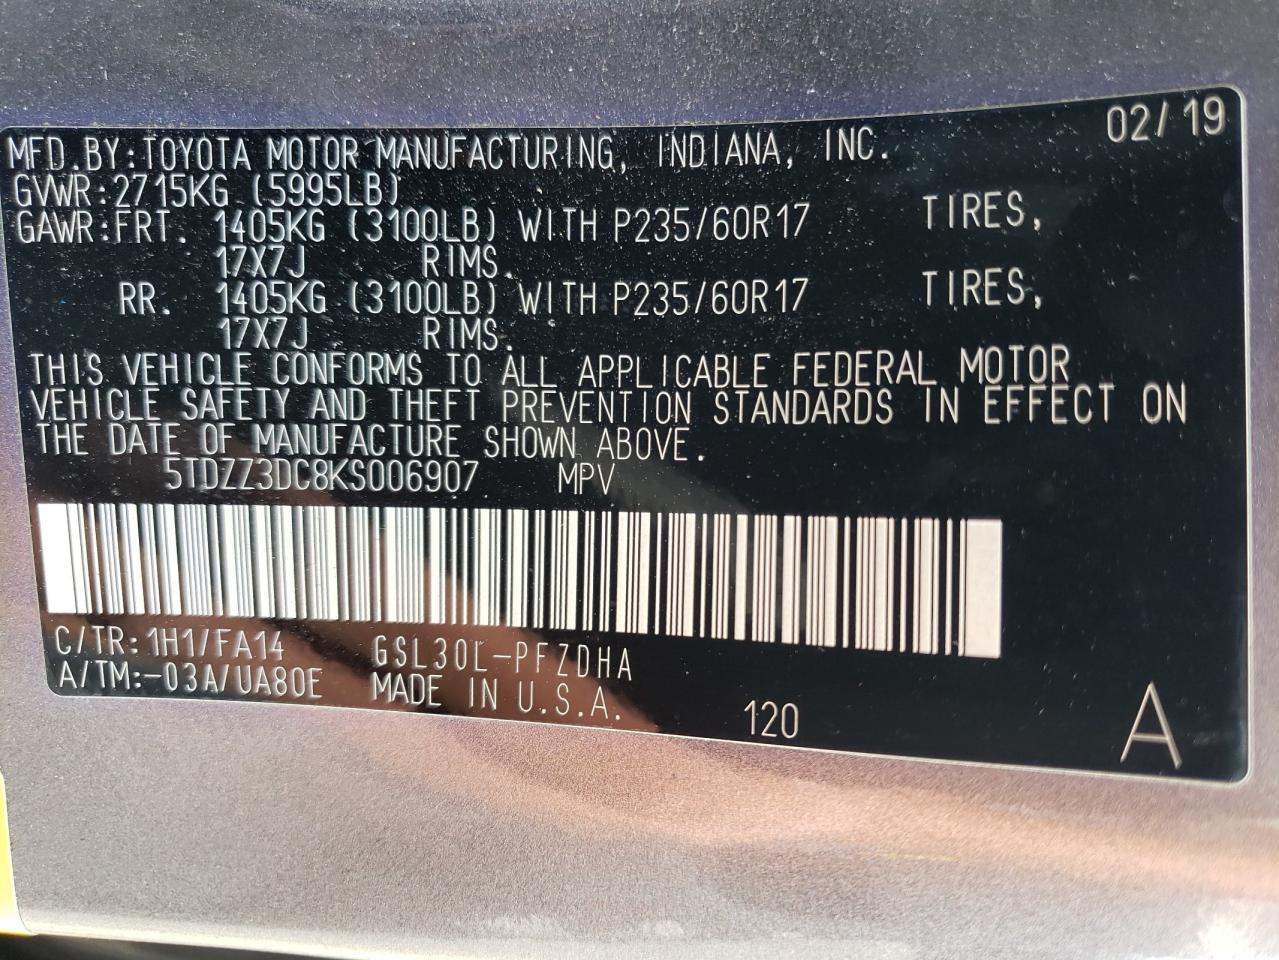 02/19
MFD.BY:TOYOTA MOTOR MANUFACTURING, INDIANA, INC.
GVWR:2715KG (5995LB)
GAWR:FRT. 1405KG (3100LB) WITH P235/60R17 TIRES,
17X7J RIMS.
RR. 1405KG (3100LB) WITH P235/60R17 TIRES,
17X7J RIMS.
THIS VEHICLE CONFORMS TO ALL APPLICABLE FEDERAL MOTOR
VEHICLE SAFETY AND THEFT PREVENTION STANDARDS IN EFFECT ON
THE DATE OF MANUFACTURE SHOWN ABOVE.
5TDZZ3DC8KS006907 MPV
C/TR:1H1/FA14 GSL30L-PFZDHA
A/TM:-03A/UA80E MADE IN U.S.A.
120
A